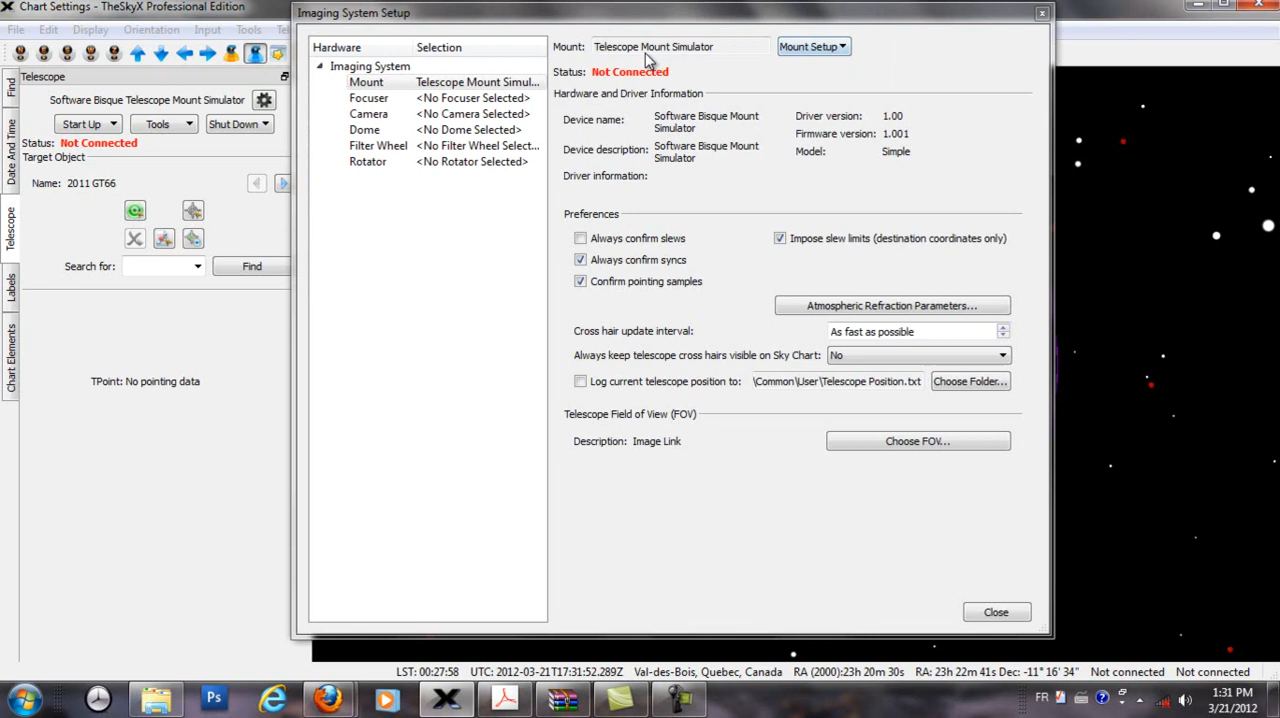 Chart Settings - TheSkyX Professional Edition
File Edit Display Orientation Input Tools
Telescope
Software Bisque Telescope Mount Simulator
Start Up Tools Shut Down
Status: Not Connected
Target Object
Name: 2011 GT66
Search for: Find
TPoint: No pointing data
Find
Date And Time
Telescope
Labels
Chart Elements
Imaging System Setup
Hardware Selection
Imaging System
Mount Telescope Mount Simul...
Focuser <No Focuser Selected>
Camera <No Camera Selected>
Dome <No Dome Selected>
Filter Wheel <No Filter Wheel Select...
Rotator <No Rotator Selected>
Mount: Telescope Mount Simulator Mount Setup
Status: Not Connected
Hardware and Driver Information
Device name: Software Bisque Mount Simulator
Driver version: 1.00
Firmware version: 1.001
Device description: Software Bisque Mount Simulator
Model: Simple
Driver information:
Preferences
Always confirm slews Impose slew limits (destination coordinates only)
Always confirm syncs
Confirm pointing samples
Atmospheric Refraction Parameters...
Cross hair update interval: As fast as possible
Always keep telescope cross hairs visible on Sky Chart: No
Log current telescope position to: \Common\User\Telescope Position.txt Choose Folder...
Telescope Field of View (FOV)
Description: Image Link Choose FOV...
Close
LST: 00:27:58 UTC: 2012-03-21T17:31:52.289Z Val-des-Bois, Quebec, Canada RA (2000):23h 20m 30s RA: 23h 22m 41s Dec: -11° 16' 34" Not connected Not connected
Ps
FR
1:31 PM
3/21/2012